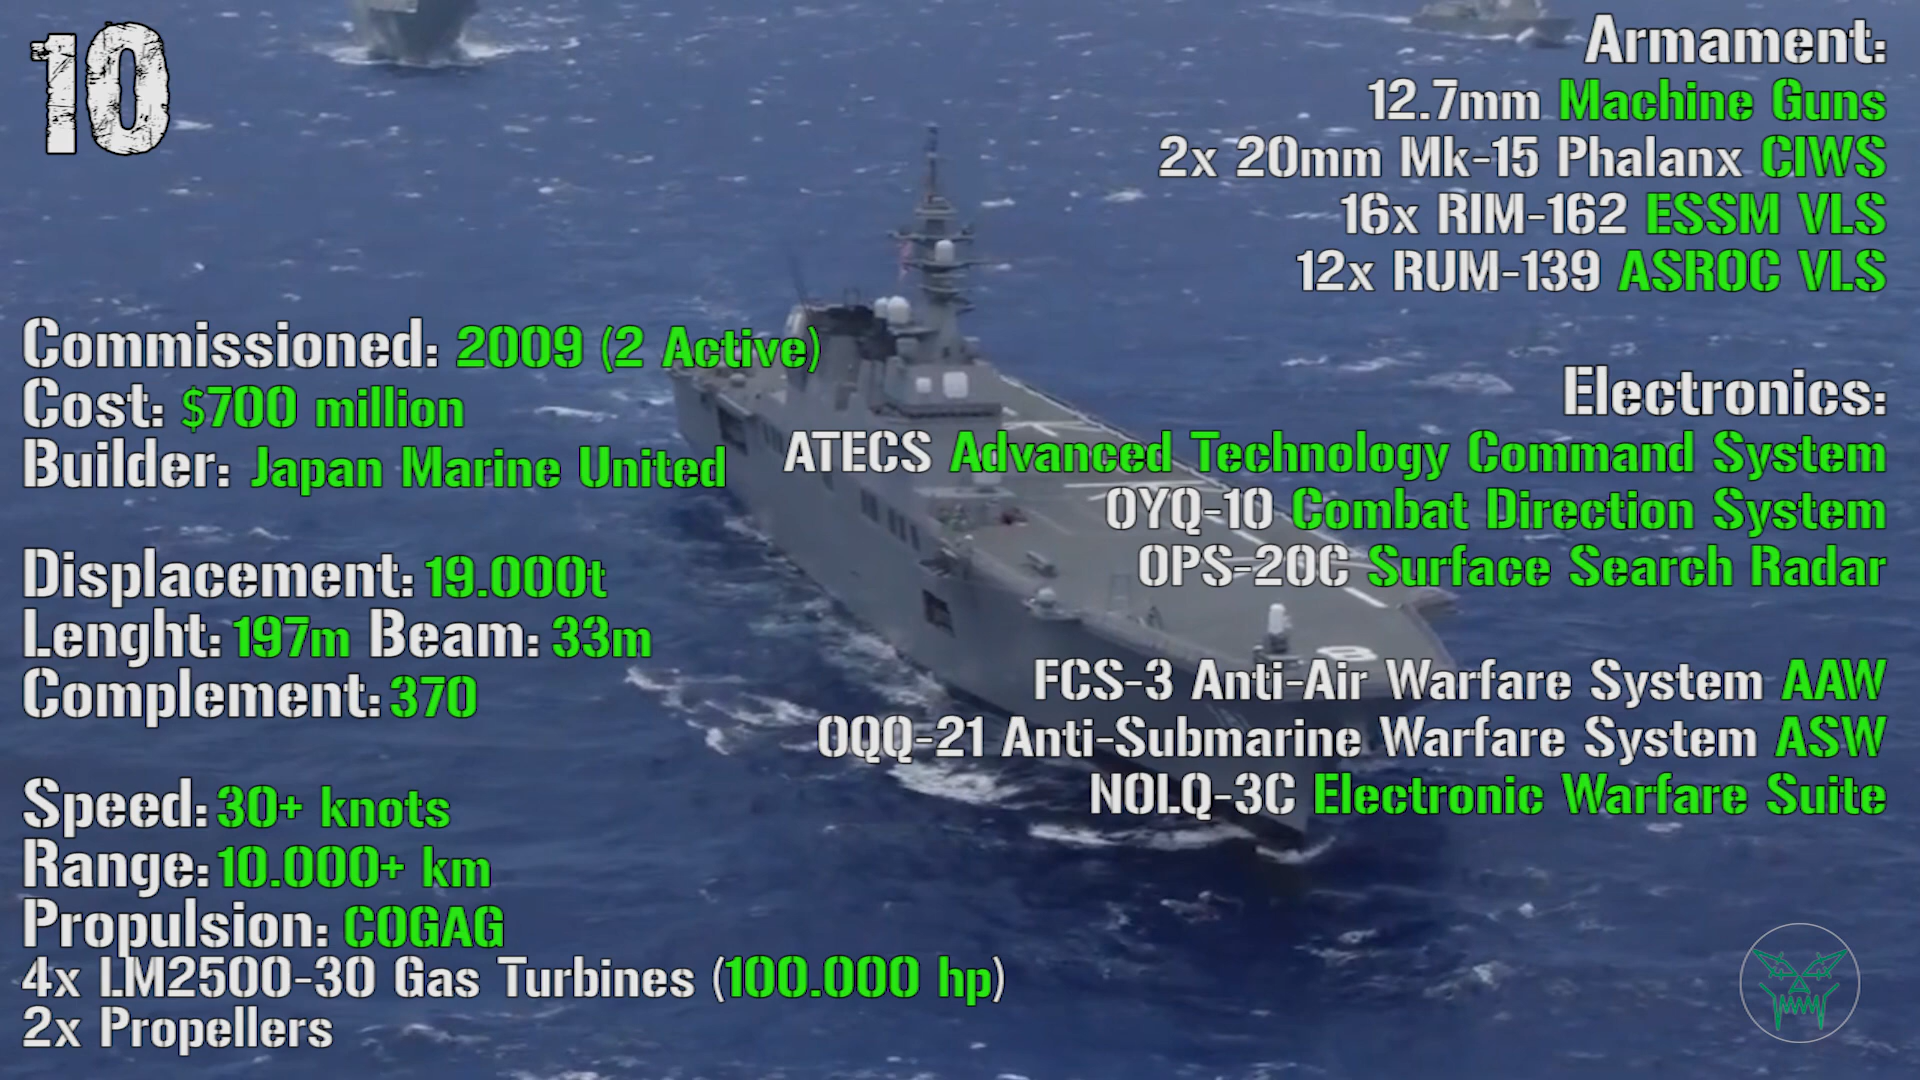 10
Commissioned: 2009 (2 Active)
Cost: $700 million
Builder: Japan Marine United
Displacement: 19.000t
Lenght: 197m Beam: 33m
Complement: 370
Speed: 30+ knots
Range: 10.000+ km
Propulsion: COGAG
4x LM2500-30 Gas Turbines (100.000 hp)
2x Propellers
Armament:
12.7mm Machine Guns
2x 20mm Mk-15 Phalanx CIWS
16x RIM-162 ESSM VLS
12x RUM-139 ASROC VLS
Electronics:
ATECS Advanced Technology Command System
OYQ-10 Combat Direction System
OPS-20C Surface Search Radar
FCS-3 Anti-Air Warfare System AAW
OQQ-21 Anti-Submarine Warfare System ASW
NOLQ-3C Electronic Warfare Suite